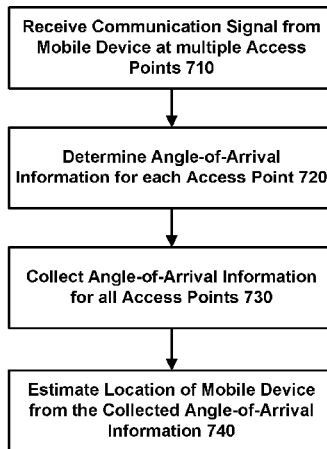 Receive Communication Signal from
Mobile Device at multiple Access
Points 710
Determine Angle-of-Arrival
Information for each Access Point 720
Collect Angle-of-Arrival Information
for all Access Points 730
Estimate Location of Mobile Device
from the Collected Angle-of-Arrival
Information 740